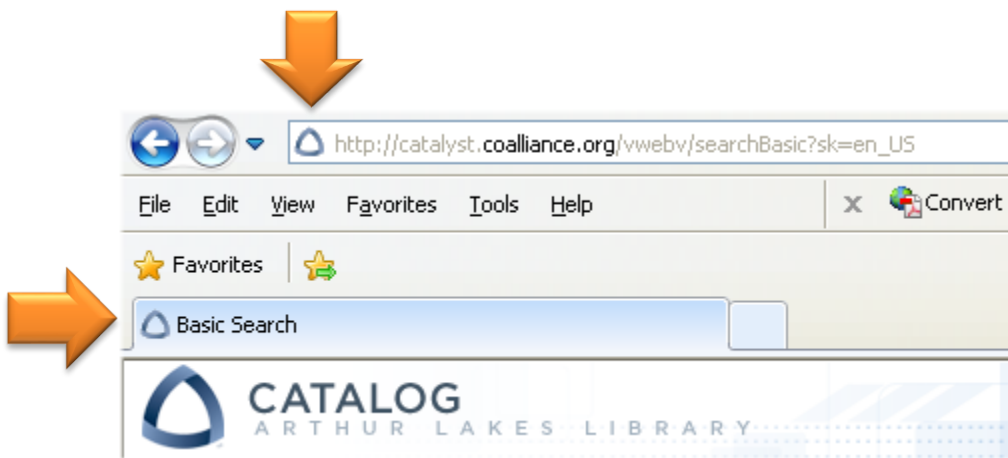 http://catalyst.coalliance.org/vwebv/searchBasic?sk=en_US
File Edit View Favorites Tools Help x Convert
Favorites
Basic Search
CATALOG
ARTHUR LAKES LIBRARY